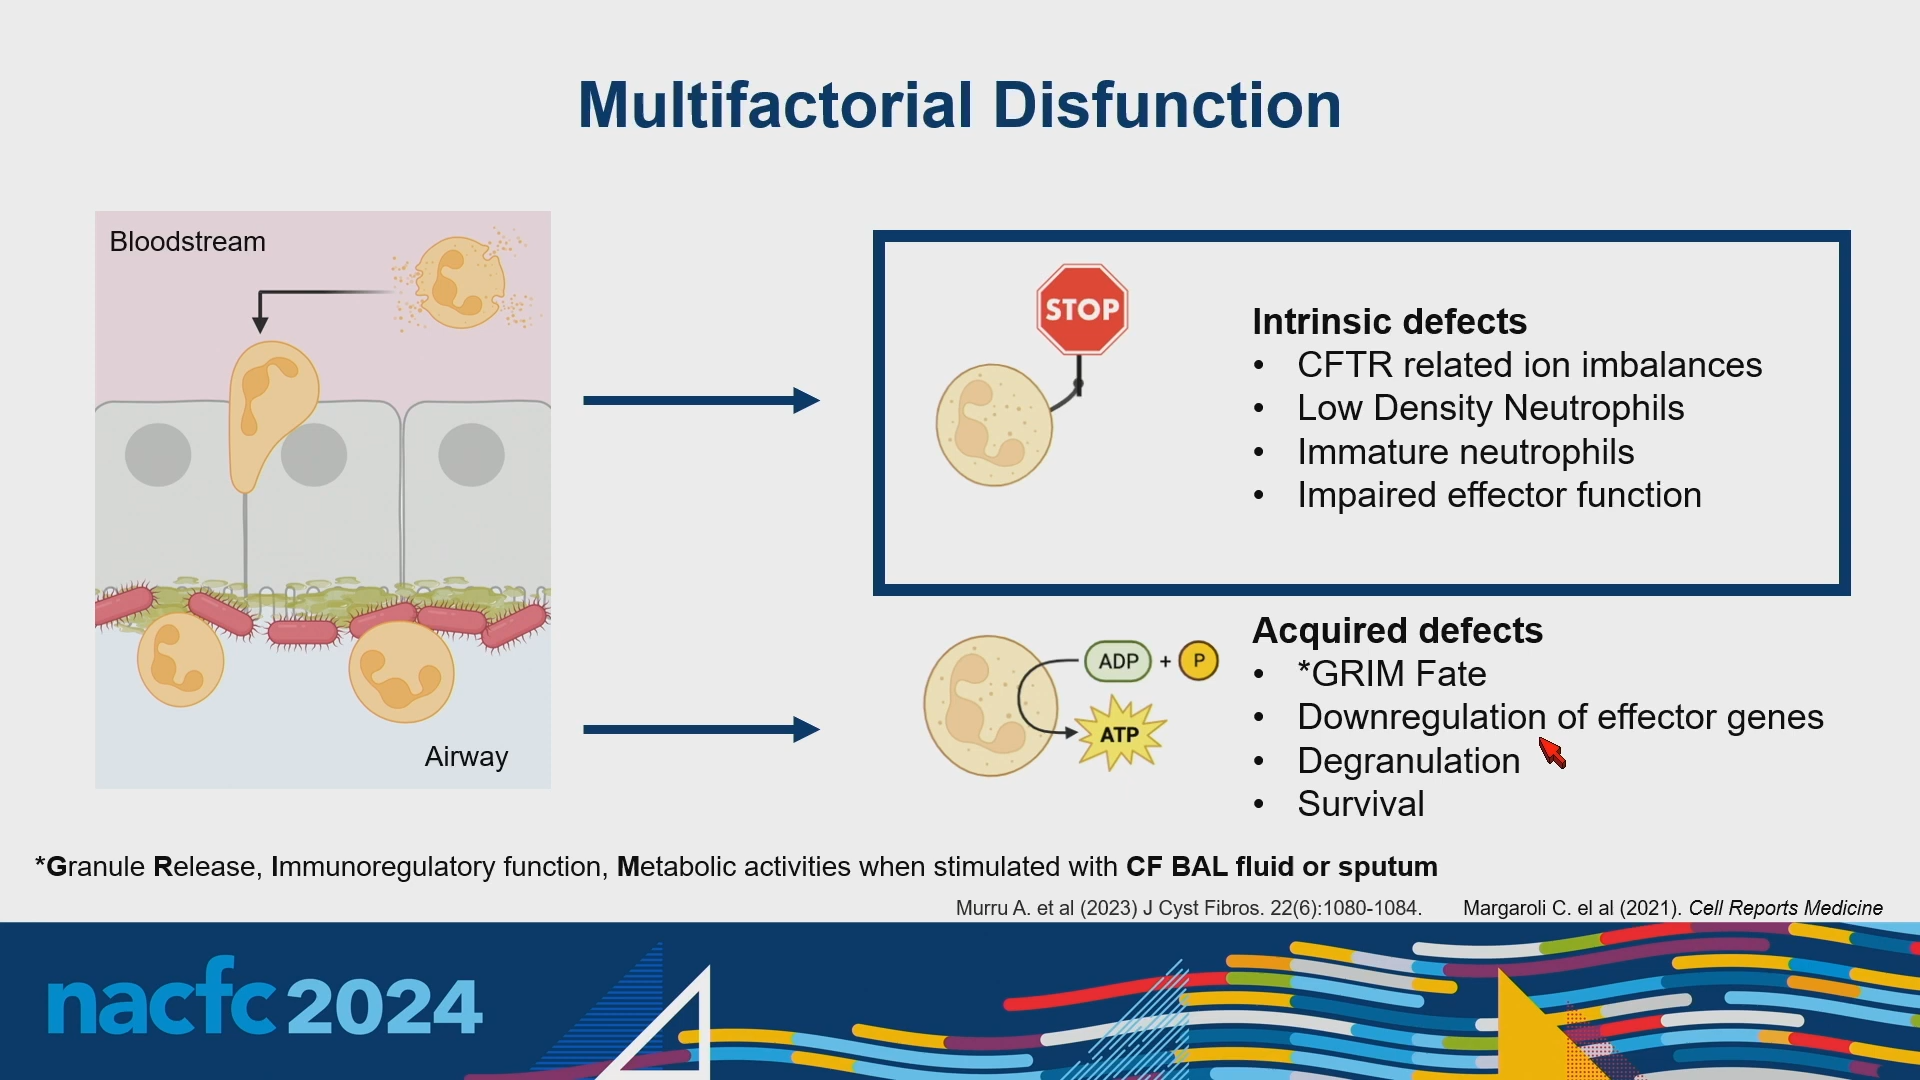 Multifactorial Disfunction
Bloodstream
Airway
STOP
Intrinsic defects
• CFTR related ion imbalances
• Low Density Neutrophils
• Immature neutrophils
• Impaired effector function
ADP + P
ATP
Acquired defects
• *GRIM Fate
• Downregulation of effector genes
• Degranulation
• Survival
*Granule Release, Immunoregulatory function, Metabolic activities when stimulated with CF BAL fluid or sputum
Murru A. et al (2023) J Cyst Fibros. 22(6):1080-1084.
Margaroli C. el al (2021). Cell Reports Medicine
nacfc 2024